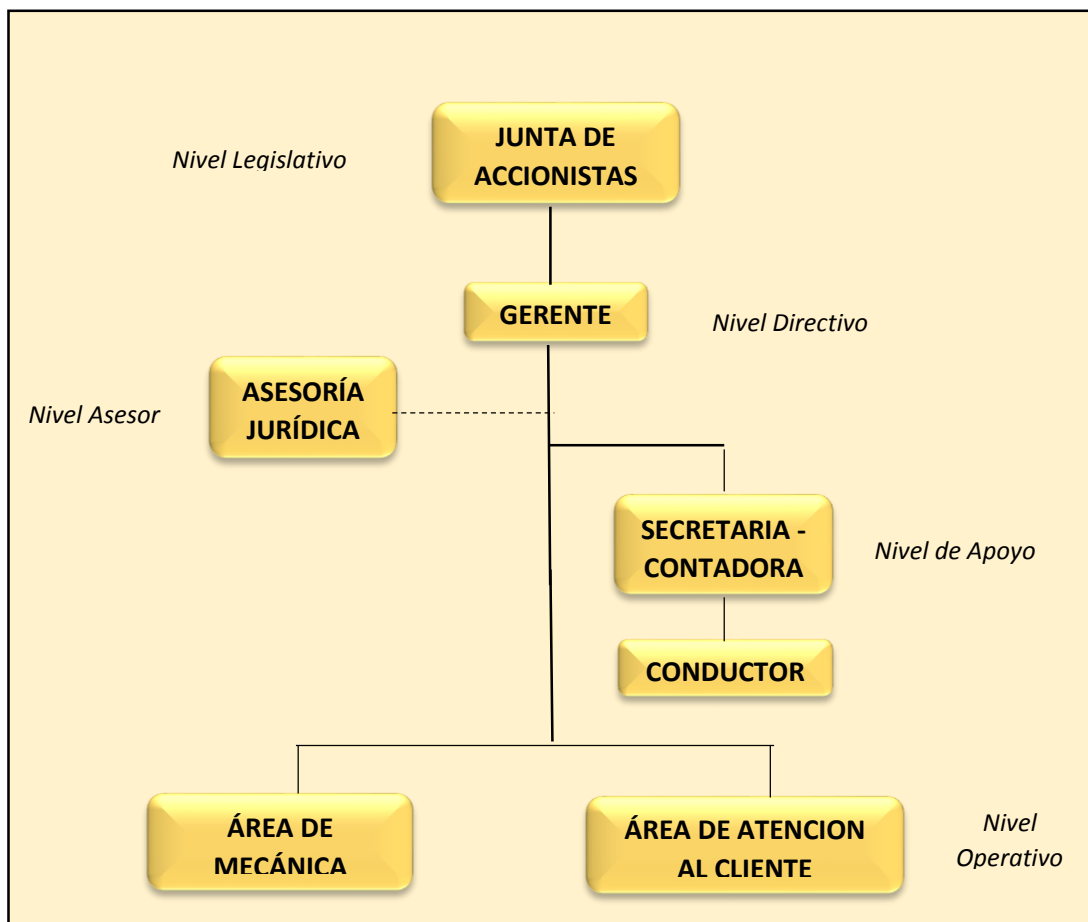 JUNTA DE
ACCIONISTAS
Nivel Legislativo
GERENTE
Nivel Directivo
ASESORÍA
JURÍDICA
Nivel Asesor
SECRETARIA -
CONTADORA
Nivel de Apoyo
CONDUCTOR
ÁREA DE
MECÁNICA
ÁREA DE ATENCION
AL CLIENTE
Nivel
Operativo